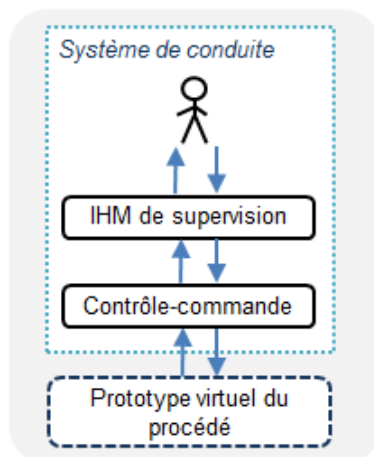 Système de conduite
IHM de supervision
Contrôle-commande
Prototype virtuel du
procédé